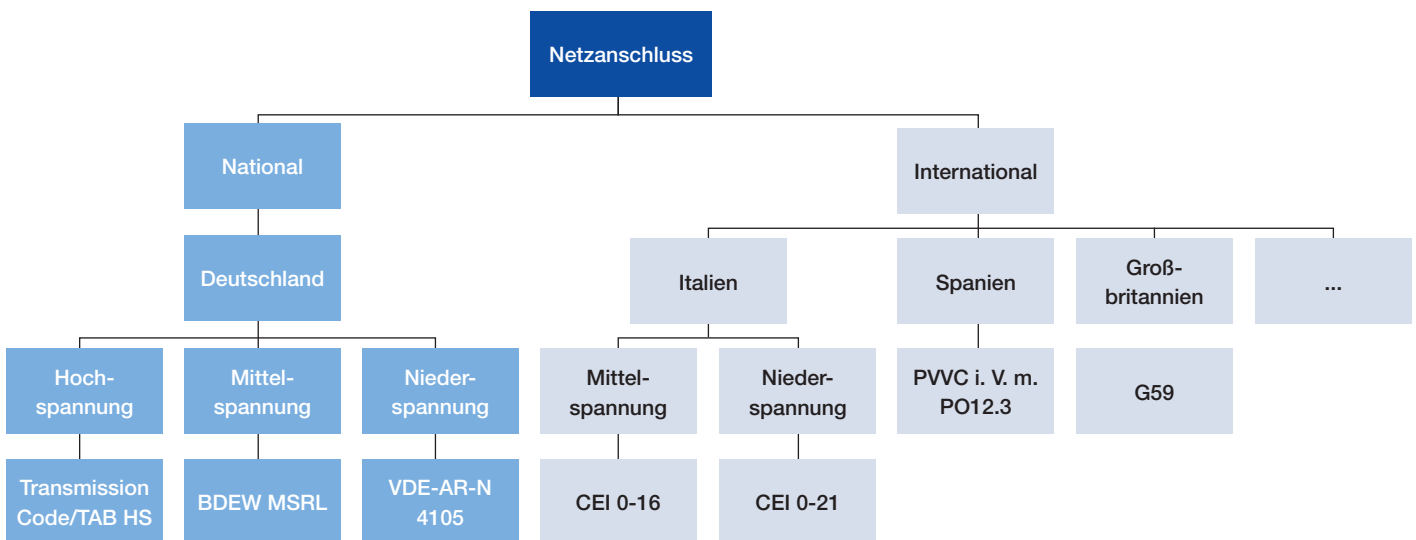 Netzanschluss
National
International
Deutschland
Italien
Spanien
Groß-
britannien
...
Hoch-
spannung
Mittel-
spannung
Nieder-
spannung
Mittel-
spannung
Nieder-
spannung
PVVC i. V. m.
PO12.3
G59
Transmission
Code/TAB HS
BDEW MSRL
VDE-AR-N
4105
CEI 0-16
CEI 0-21